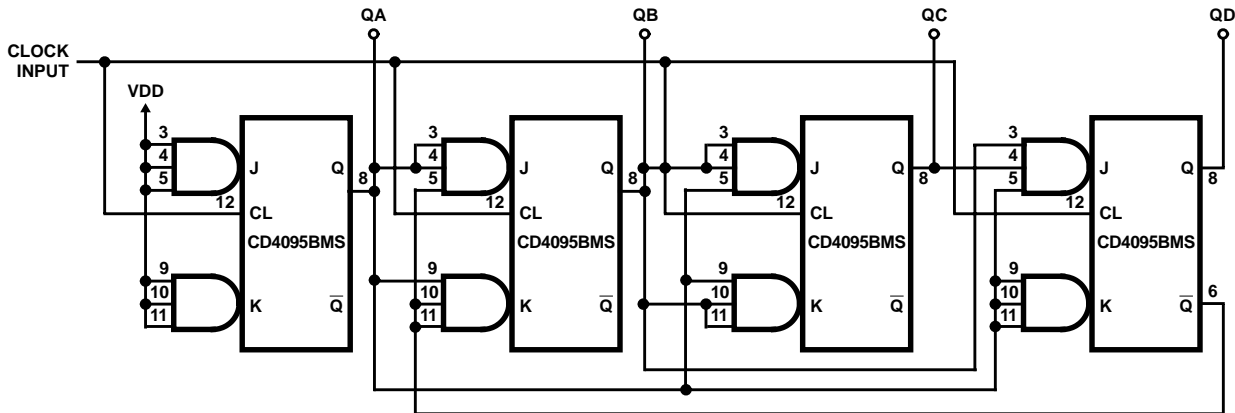 QA QB QC QD
CLOCK
INPUT
VDD
3 3 3 3
4 J Q 4 J Q 4 J Q 4 J Q
5 8 5 8 5 8 5 8
12 CL 12 CL 12 CL 12 CL
CD4095BMS CD4095BMS CD4095BMS CD4095BMS
9 9 9 9 6
10 K Q̅ 10 K Q̅ 10 K Q̅ 10 K Q̅
11 11 11 11